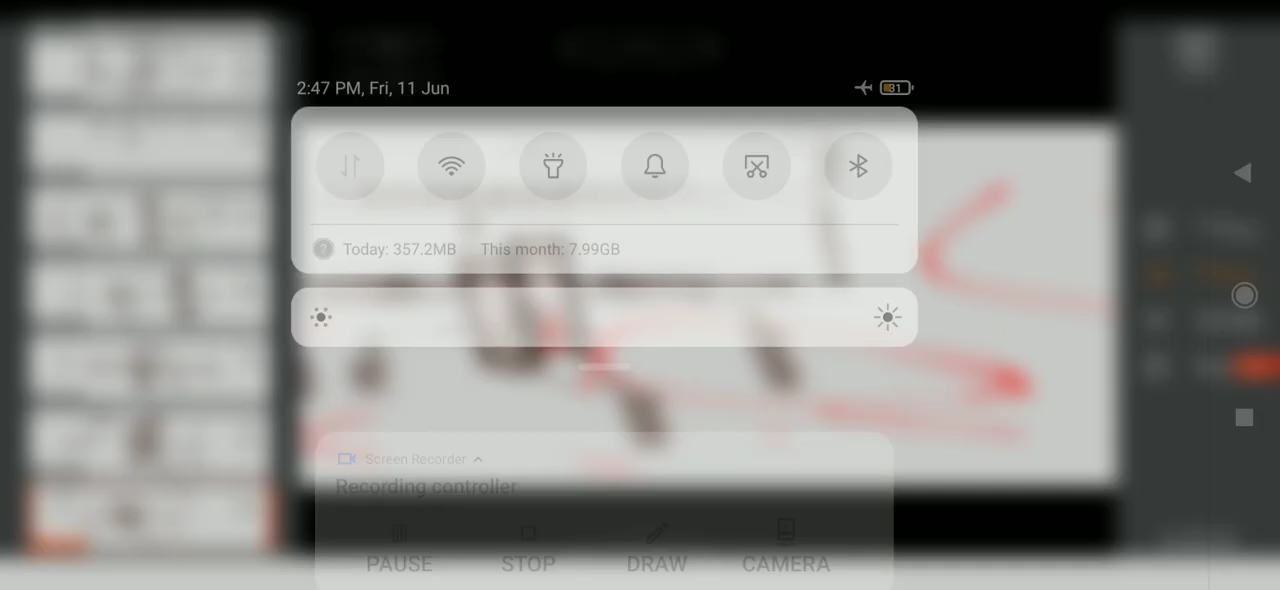 2:47 PM, Fri, 11 Jun
31
Today: 357.2MB This month: 7.99GB
Screen Recorder
Recording controller
PAUSE STOP DRAW CAMERA